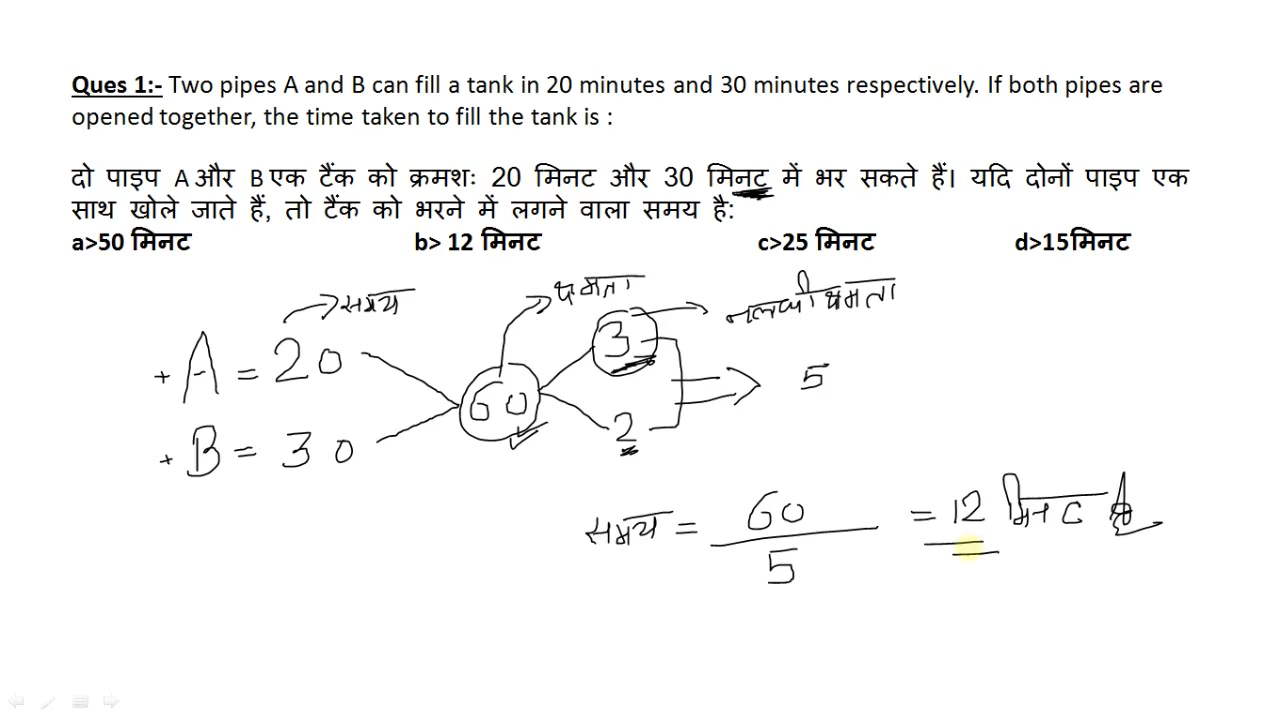 Ques 1:- Two pipes A and B can fill a tank in 20 minutes and 30 minutes respectively. If both pipes are
opened together, the time taken to fill the tank is :
दो पाइप A और B एक टैंक को क्रमशः 20 मिनट और 30 मिनट में भर सकते हैं। यदि दोनों पाइप एक
साथ खोले जाते हैं, तो टैंक को भरने में लगने वाला समय है:
a>50 मिनट b> 12 मिनट c>25 मिनट d>15मिनट
समय क्षमता नल की क्षमता
+ A = 20 3
60 5
+ B = 30 2
समय = 60/5 = 12 मिनट